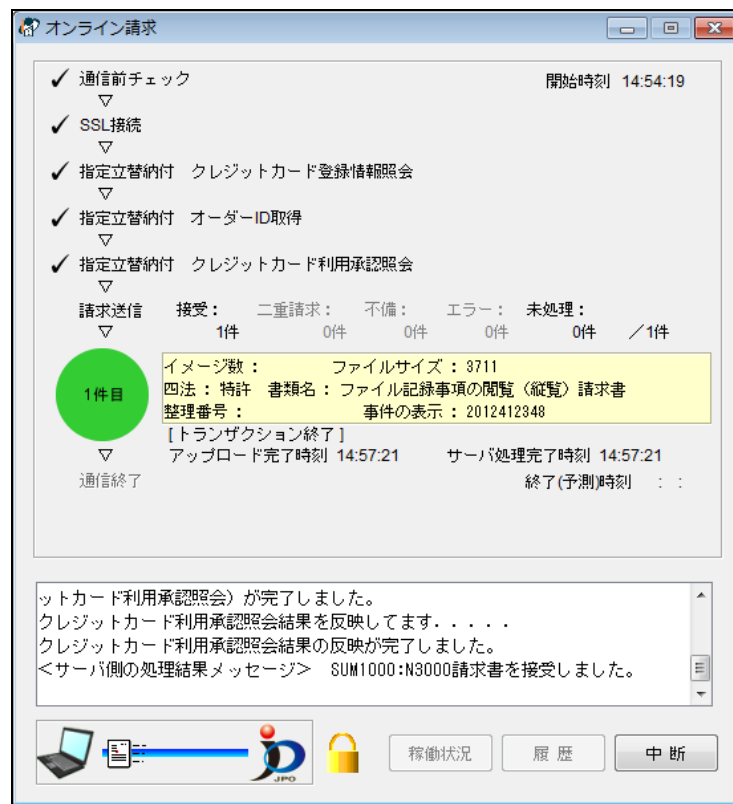 オンライン請求
通信前チェック 開始時刻 14:54:19
▽
SSL接続
▽
指定立替納付 クレジットカード登録情報照会
▽
指定立替納付 オーダーID取得
▽
指定立替納付 クレジットカード利用承認照会
▽
請求送信 接受: 二重請求: 不備: エラー: 未処理:
▽ 1件 0件 0件 0件 0件 /1件
1件目
イメージ数: ファイルサイズ: 3711
四法: 特許 書類名: ファイル記録事項の閲覧(縦覧)請求書
整理番号: 事件の表示: 2012412348
[トランザクション終了]
▽ アップロード完了時刻 14:57:21 サーバ処理完了時刻 14:57:21
通信終了 終了(予測)時刻 : :
ットカード利用承認照会)が完了しました。
クレジットカード利用承認照会結果を反映してます.....
クレジットカード利用承認照会結果の反映が完了しました。
<サーバ側の処理結果メッセージ> SUM1000:N3000請求書を接受しました。
JPO
稼働状況 履 歴 中 断